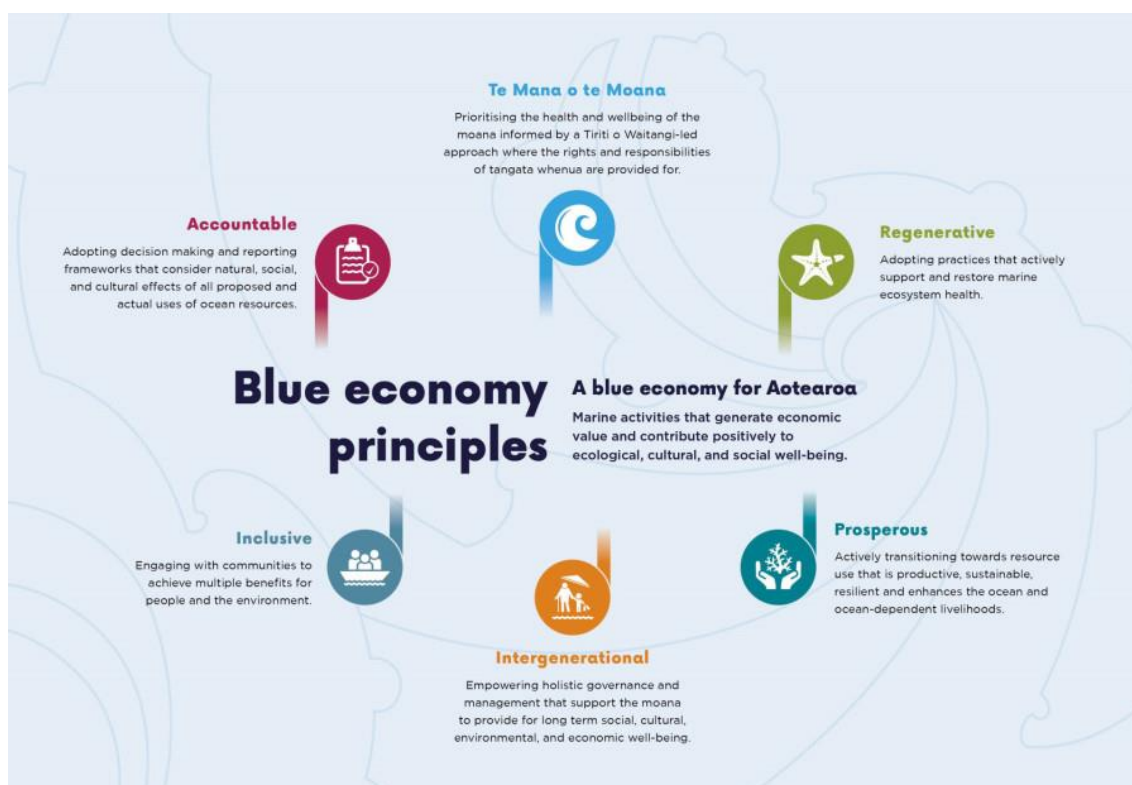 Te Mana o te Moana
Prioritising the health and wellbeing of the
moana informed by a Tiriti o Waitangi-led
approach where the rights and responsibilities
of tangata whenua are provided for.
Accountable
Adopting decision making and reporting
frameworks that consider natural, social,
and cultural effects of all proposed and
actual uses of ocean resources.
Regenerative
Adopting practices that actively
support and restore marine
ecosystem health.
Blue economy
principles
A blue economy for Aotearoa
Marine activities that generate economic
value and contribute positively to
ecological, cultural, and social well-being.
Inclusive
Engaging with communities to
achieve multiple benefits for
people and the environment.
Intergenerational
Empowering holistic governance and
management that support the moana
to provide for long term social, cultural,
environmental, and economic well-being.
Prosperous
Actively transitioning towards resource
use that is productive, sustainable,
resilient and enhances the ocean and
ocean-dependent livelihoods.